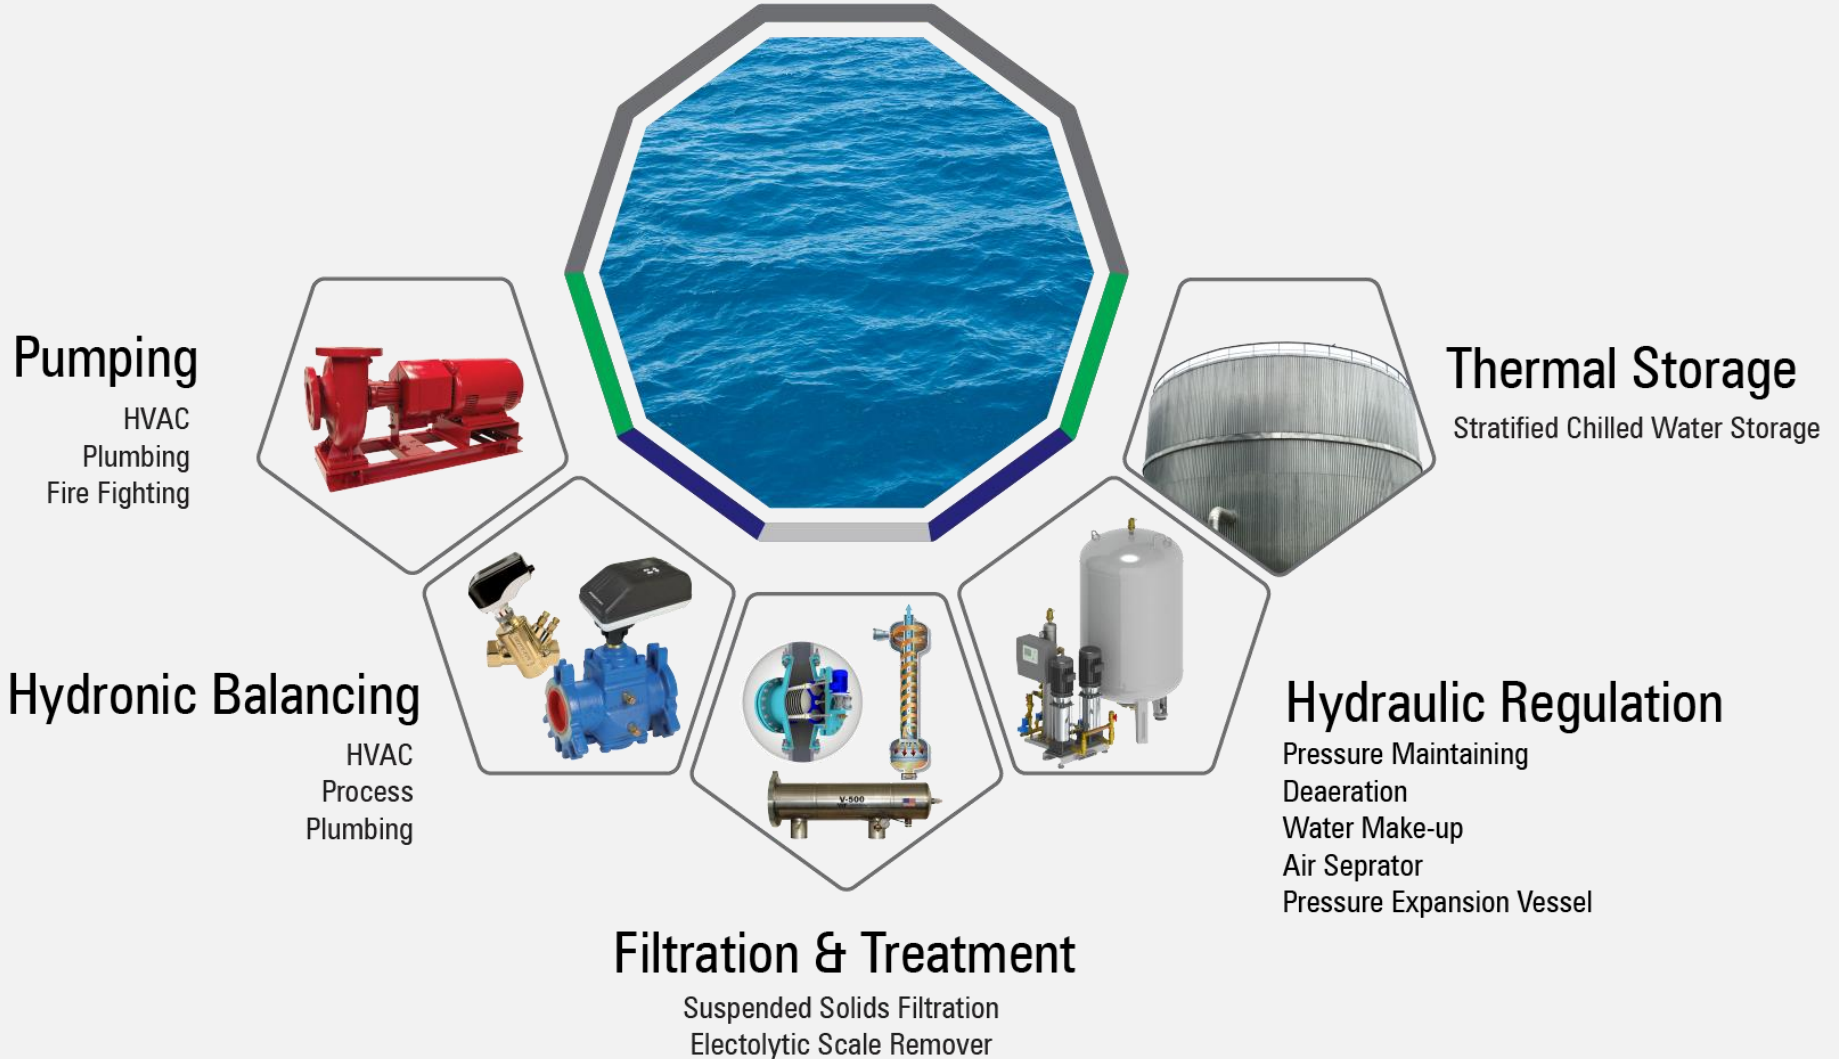 Pumping
HVAC
Plumbing
Fire Fighting
Thermal Storage
Stratified Chilled Water Storage
Hydronic Balancing
HVAC
Process
Plumbing
V-500
Hydraulic Regulation
Pressure Maintaining
Deaeration
Water Make-up
Air Seprator
Pressure Expansion Vessel
Filtration & Treatment
Suspended Solids Filtration
Electolytic Scale Remover